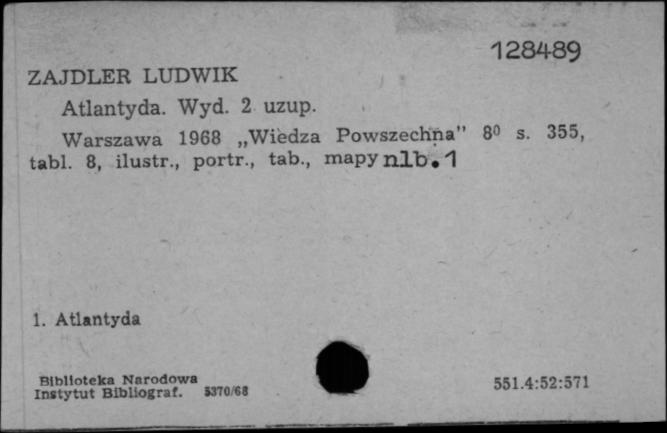 128489
ZAJDLER LUDWIK
Atlantyda. Wyd. 2 uzup.
Warszawa 1968 „Wiedza Powszechna" 8⁰ s. 355,
tabl. 8, ilustr., portr., tab., mapy nlb.1
1. Atlantyda
Biblioteka Narodowa
Instytut Bibliograf. 5370/68
551.4:52:571